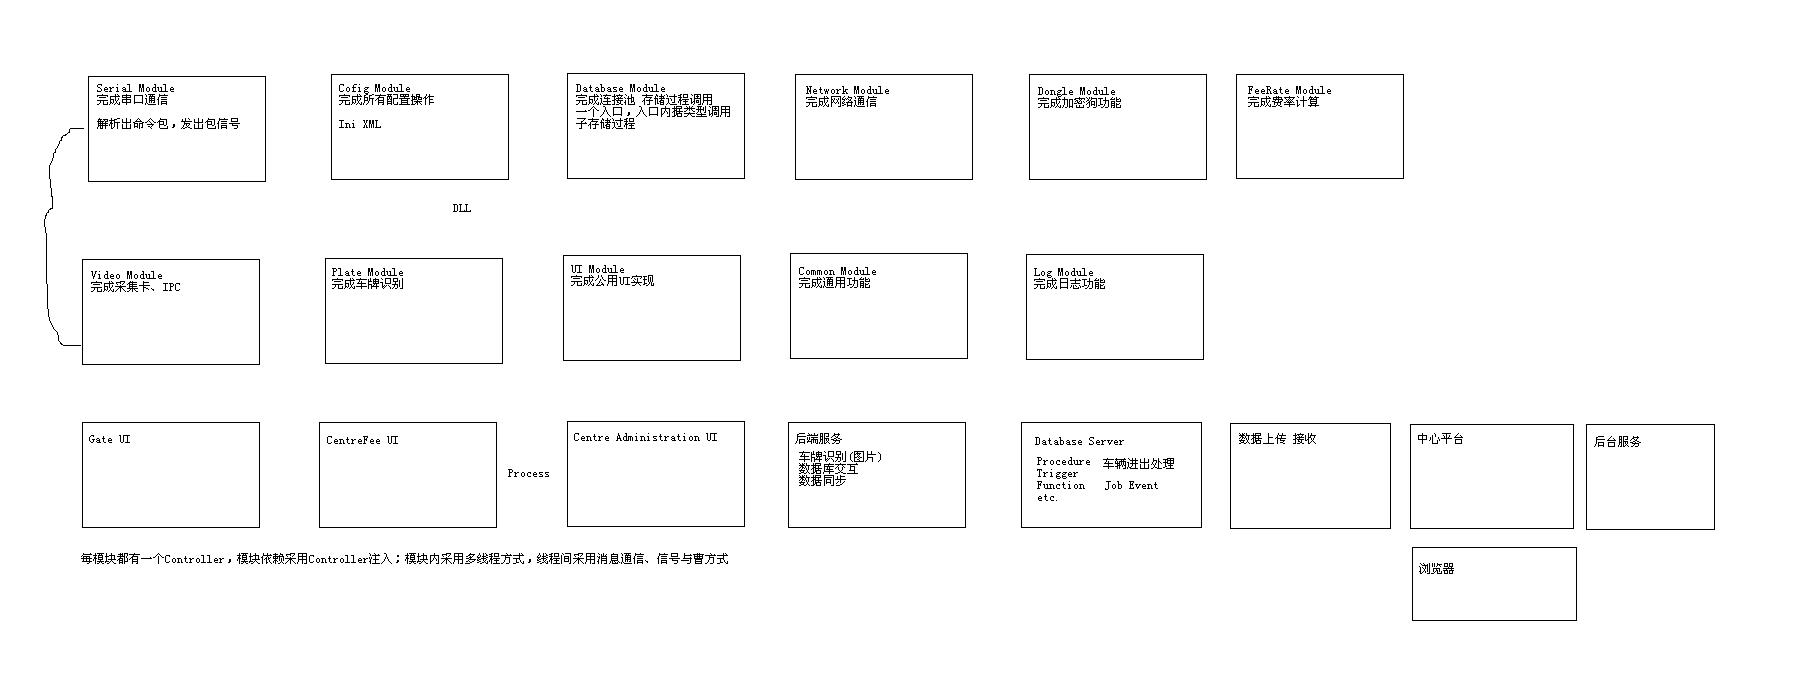 Serial Module
完成串口通信
解析出命令包，发出包信号
Cofig Module
完成所有配置操作
Ini XML
Database Module
完成连接池 存储过程调用
一个入口，入口内据类型调用
子存储过程
Network Module
完成网络通信
Dongle Module
完成加密狗功能
FeeRate Module
完成费率计算
DLL
Video Module
完成采集卡、IPC
Plate Module
完成车牌识别
UI Module
完成公用UI实现
Common Module
完成通用功能
Log Module
完成日志功能
Gate UI
CentreFee UI
Process
Centre Administration UI
后端服务
车牌识别(图片)
数据库交互
数据同步
Database Server
Procedure 车辆进出处理
Trigger
Function Job Event
etc.
数据上传 接收
中心平台
后台服务
每模块都有一个Controller，模块依赖采用Controller注入；模块内采用多线程方式，线程间采用消息通信、信号与曹方式
浏览器